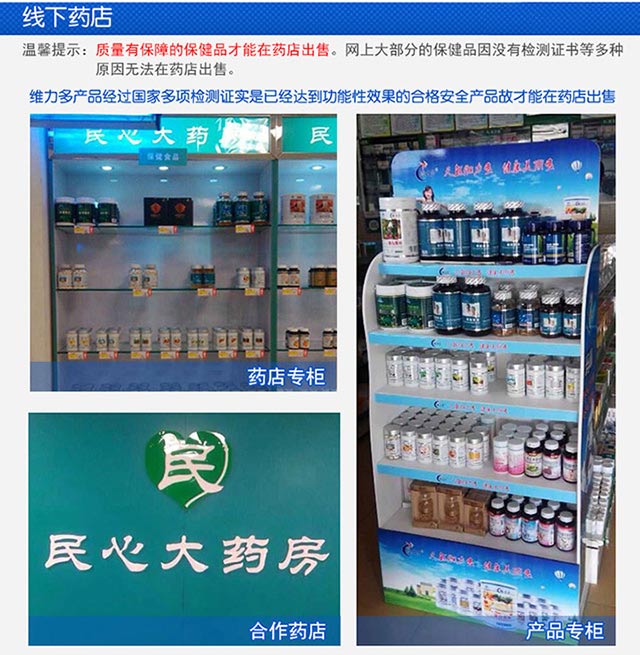 线下药店
温馨提示：质量有保障的保健品才能在药店出售。网上大部分的保健品因没有检测证书等多种
原因无法在药店出售。
维力多产品经过国家多项检测证实是已经达到功能性效果的合格安全产品故才能在药店出售
民心大药房 民
保健食品
药店专柜
民
民心大药房
合作药店
产品专柜